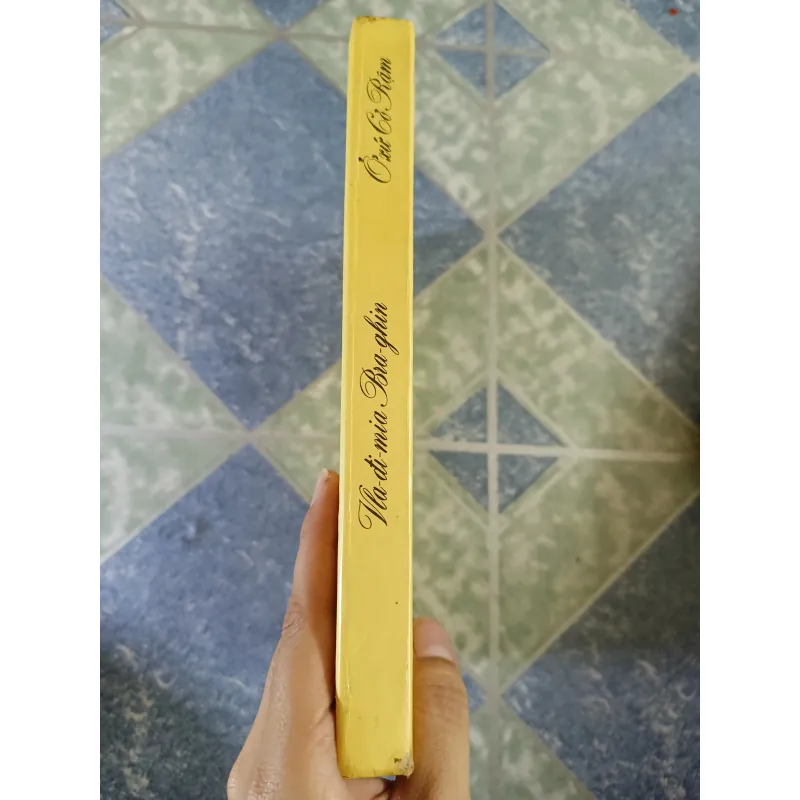 Vla-đi-mia Bra-ghin
Ở xứ Cỏ Rậm